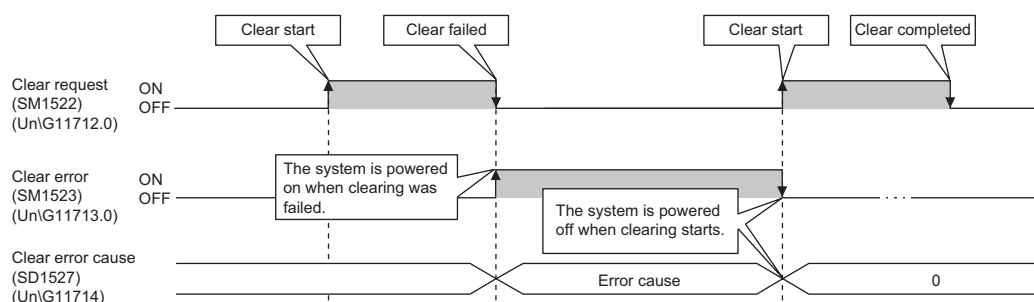 Clear start
Clear failed
Clear start
Clear completed
Clear request
(SM1522)
(Un\G11712.0)
ON
OFF
Clear error
(SM1523)
(Un\G11713.0)
ON
OFF
The system is powered
on when clearing was
failed.
The system is powered
off when clearing starts.
Clear error cause
(SD1527)
(Un\G11714)
Error cause
0